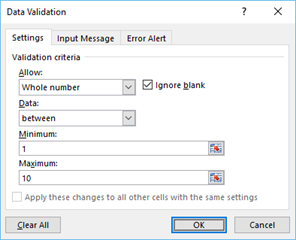 Data Validation ? ×
Settings Input Message Error Alert
Validation criteria
Allow:
Whole number Ignore blank
Data:
between
Minimum:
1
Maximum:
10
Apply these changes to all other cells with the same settings
Clear All OK Cancel